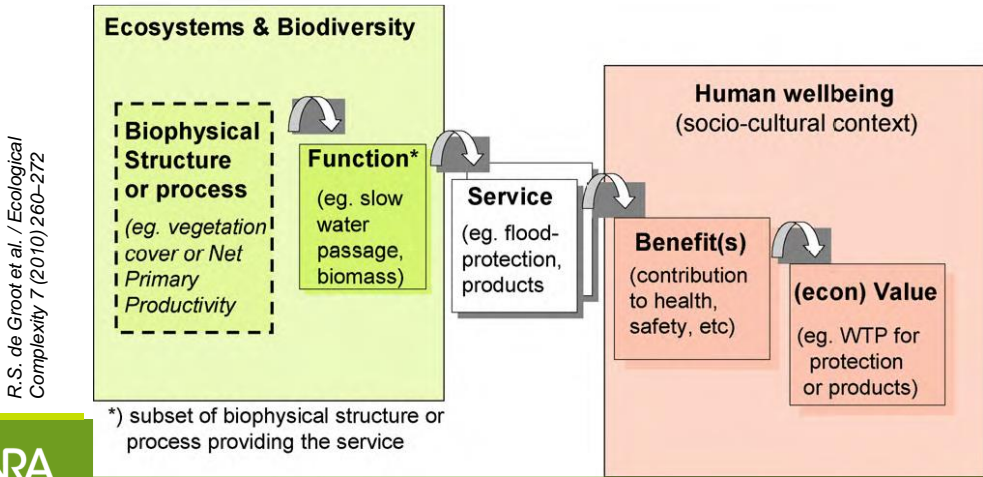 R.S. de Groot et al. / Ecological
Complexity 7 (2010) 260–272
Ecosystems & Biodiversity
Biophysical
Structure
or process
(eg. vegetation
cover or Net
Primary
Productivity
Function*
(eg. slow
water
passage,
biomass)
Service
(eg. flood-
protection,
products
Human wellbeing
(socio-cultural context)
Benefit(s)
(contribution
to health,
safety, etc)
(econ) Value
(eg. WTP for
protection
or products)
*) subset of biophysical structure or
process providing the service